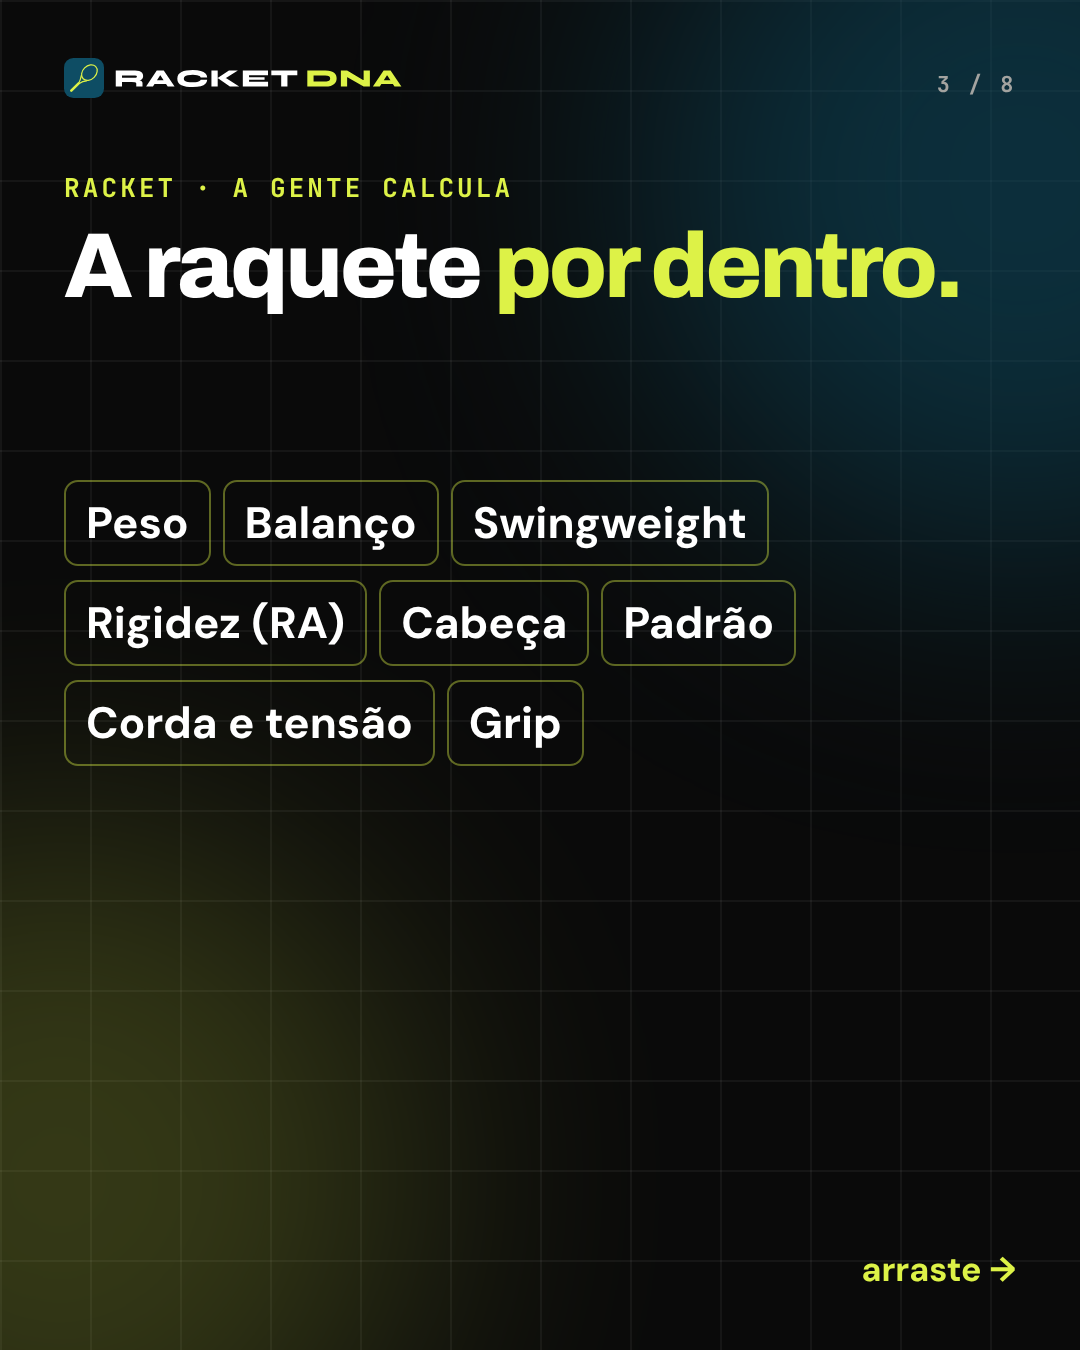 RACKET DNA
3 / 8
RACKET · A GENTE CALCULA
A raquete por dentro.
Peso Balanço Swingweight
Rigidez (RA) Cabeça Padrão
Corda e tensão Grip
arraste →